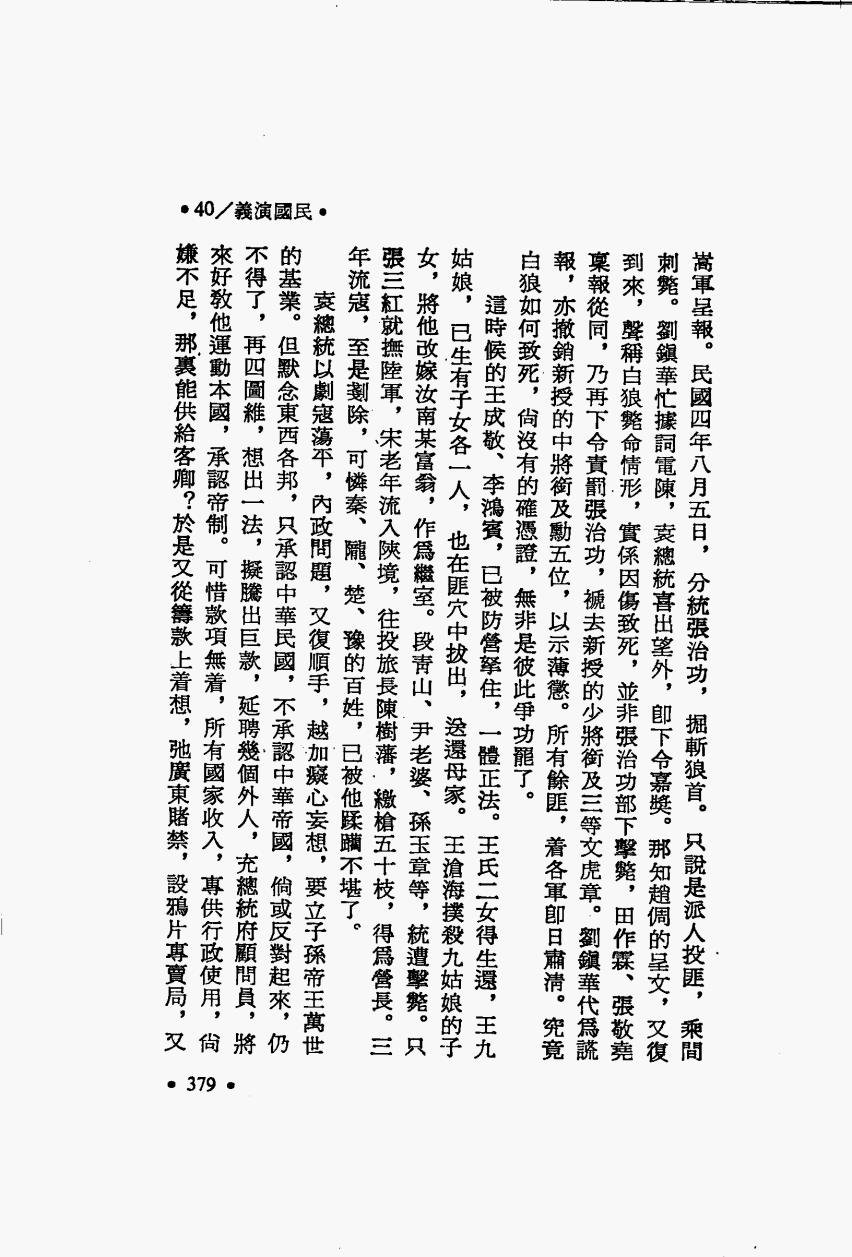 •40／義演國民•
嵩軍呈報。民國四年八月五日，分統張治功，掘斬狼首。只說是派人投匪，乘間
刺斃。劉鎮華忙據詞電陳，袁總統喜出望外，卽下令嘉獎。那知趙倜的呈文，又復
到來，聲稱白狼斃命情形，實係因傷致死，並非張治功部下擊斃，田作霖、張敬堯
稟報從同，乃再下令責罰張治功，褫去新授的少將銜及三等文虎章。劉鎮華代爲謊
報，亦撤銷新授的中將銜及勳五位，以示薄懲。所有餘匪，着各軍卽日肅清。究竟
白狼如何致死，尙沒有的確憑證，無非是彼此爭功罷了。
這時候的王成敬、李鴻賓，已被防營拏住，一體正法。王氏二女得生還，王九
姑娘，已生有子女各一人，也在匪穴中拔出，送還母家。王滄海撲殺九姑娘的子
女，將他改嫁汝南某富翁，作爲繼室。段靑山、尹老婆、孫玉章等，統遭擊斃。只
張三紅就撫陸軍，宋老年流入陝境，往投旅長陳樹藩，繳槍五十枝，得爲營長。三
年流寇，至是剗除，可憐秦、隴、楚、豫的百姓，已被他蹂躪不堪了。
袁總統以劇寇蕩平，內政問題，又復順手，越加癡心妄想，要立子孫帝王萬世
的基業。但默念東西各邦，只承認中華民國，不承認中華帝國，倘或反對起來，仍
不得了，再四圖維，想出一法，擬騰出巨款，延聘幾個外人，充總統府顧問員，將
來好敎他運動本國，承認帝制。可惜款項無着，所有國家收入，專供行政使用，尙
嫌不足，那裏能供給客卿？於是又從籌款上着想，弛廣東賭禁，設鴉片專賣局，又
•379•